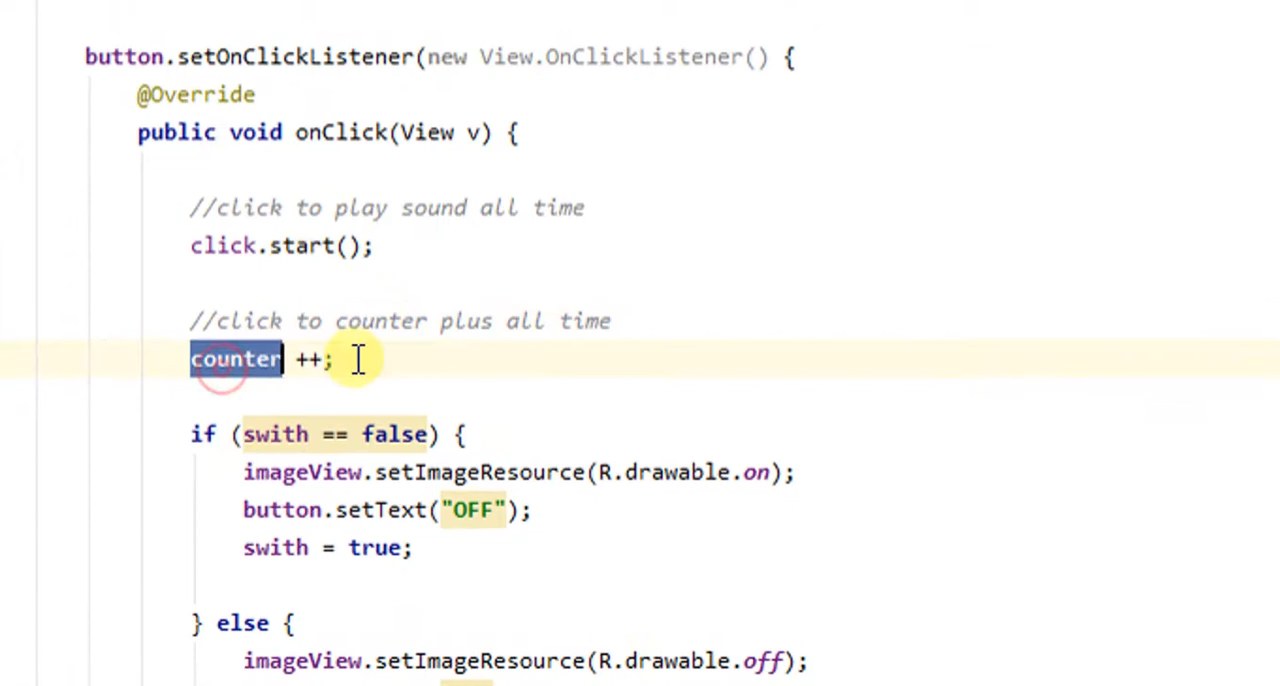 button.setOnClickListener(new View.OnClickListener() {
@Override
public void onClick(View v) {
//click to play sound all time
click.start();
//click to counter plus all time
counter ++;
if (swith == false) {
imageView.setImageResource(R.drawable.on);
button.setText("OFF");
swith = true;
} else {
imageView.setImageResource(R.drawable.off);